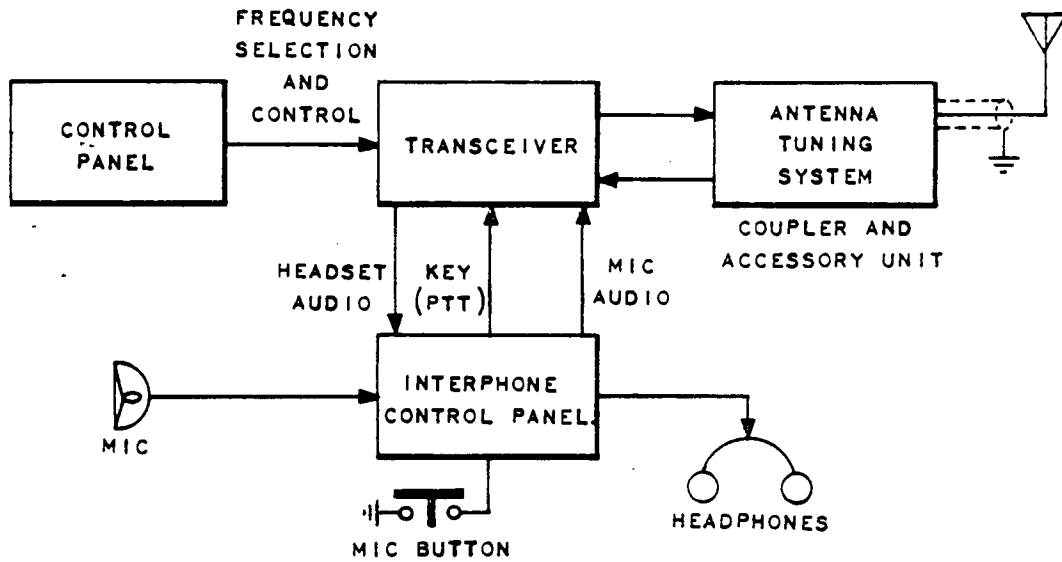 FREQUENCY
SELECTION
AND
CONTROL
CONTROL
PANEL
TRANSCEIVER
ANTENNA
TUNING
SYSTEM
COUPLER AND
ACCESSORY UNIT
HEADSET
AUDIO
KEY
(PTT)
MIC
AUDIO
INTERPHONE
CONTROL PANEL
MIC
HEADPHONES
MIC BUTTON